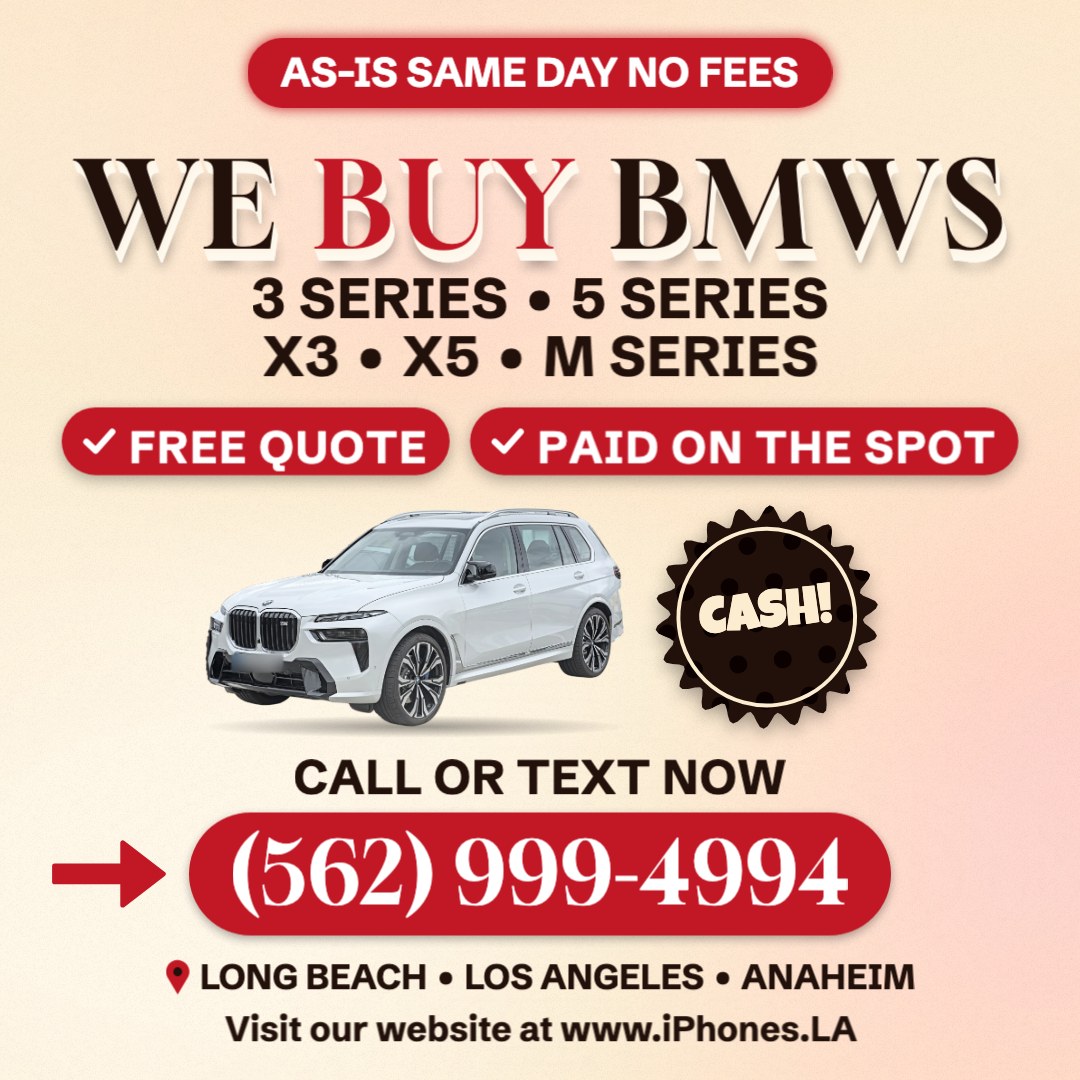 AS-IS SAME DAY NO FEES
WE BUY BMWS
3 SERIES • 5 SERIES
X3 • X5 • M SERIES
✓ FREE QUOTE ✓ PAID ON THE SPOT
CASH!
CALL OR TEXT NOW
(562) 999-4994
LONG BEACH • LOS ANGELES • ANAHEIM
Visit our website at www.iPhones.LA